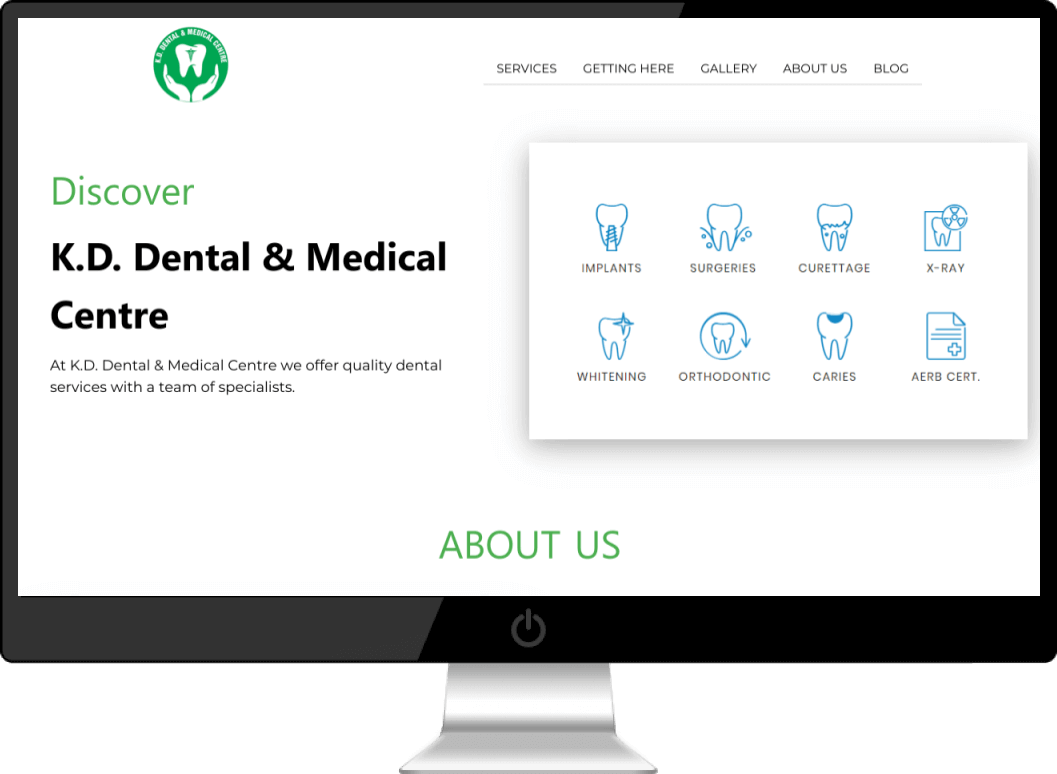 K.D. DENTAL & MEDICAL CENTRE
SERVICES GETTING HERE GALLERY ABOUT US BLOG
Discover
K.D. Dental & Medical
Centre
At K.D. Dental & Medical Centre we offer quality dental
services with a team of specialists.
IMPLANTS SURGERIES CURETTAGE X-RAY
WHITENING ORTHODONTIC CARIES AERB CERT.
ABOUT US